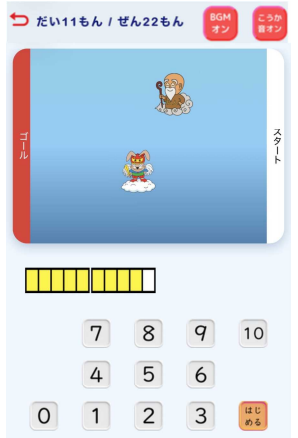 だい11もん / ぜん22もん
BGM
オン
こうか
音オン
ゴール
スタート
7 8 9 10
4 5 6
0 1 2 3
はじ
める